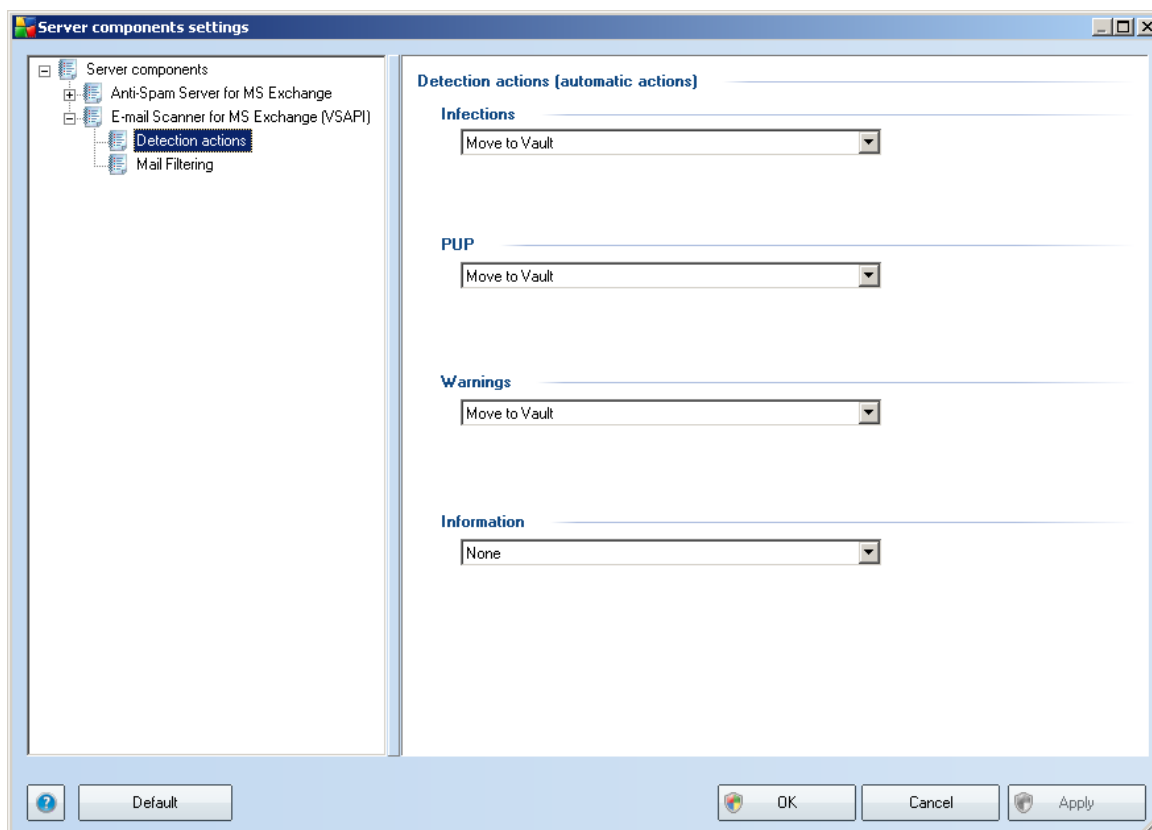 Server components settings
Server components
Anti-Spam Server for MS Exchange
E-mail Scanner for MS Exchange (VSAPI)
Detection actions
Mail Filtering
Detection actions (automatic actions)
Infections
Move to Vault
PUP
Move to Vault
Warnings
Move to Vault
Information
None
? Default OK Cancel Apply